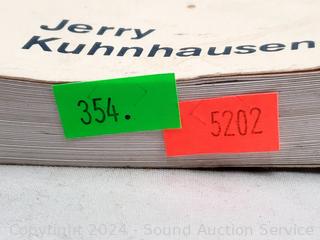 Jerry
Kuhnhausen
354.
5202
Copyright 2024 - Sound Auction Service